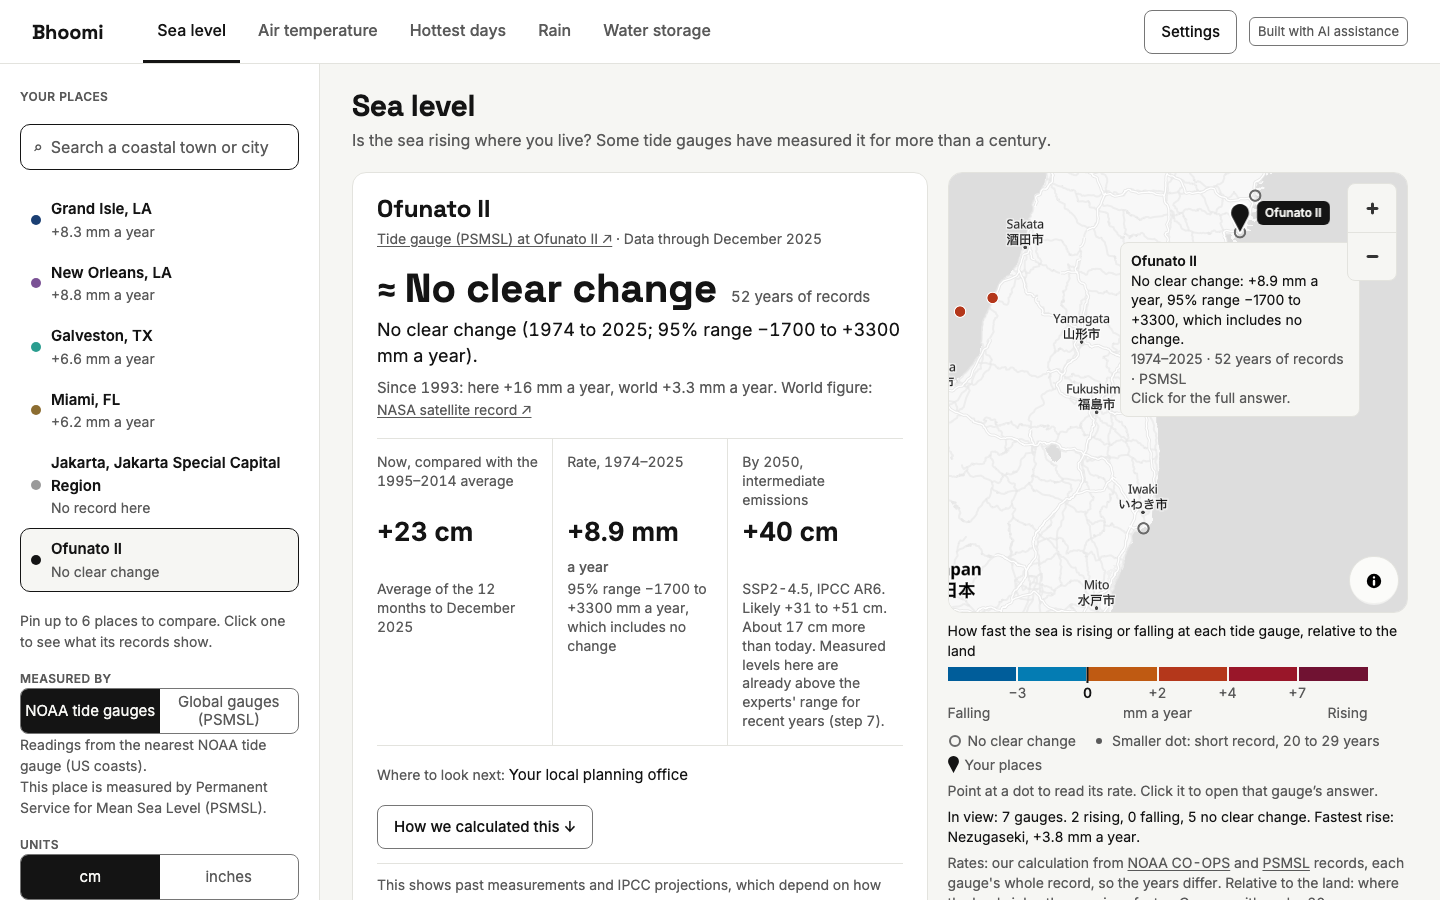 Bhoomi
Sea level
Air temperature
Hottest days
Rain
Water storage
Settings
Built with AI assistance
YOUR PLACES
Search a coastal town or city
Grand Isle, LA
+8.3 mm a year
New Orleans, LA
+8.8 mm a year
Galveston, TX
+6.6 mm a year
Miami, FL
+6.2 mm a year
Jakarta, Jakarta Special Capital
Region
No record here
Ofunato II
No clear change
Pin up to 6 places to compare. Click one
to see what its records show.
MEASURED BY
NOAA tide gauges
Global gauges
(PSMSL)
Readings from the nearest NOAA tide
gauge (US coasts).
This place is measured by Permanent
Service for Mean Sea Level (PSMSL).
UNITS
cm
inches
Sea level
Is the sea rising where you live? Some tide gauges have measured it for more than a century.
Ofunato II
Tide gauge (PSMSL) at Ofunato II ↗ · Data through December 2025
≈ No clear change 52 years of records
No clear change (1974 to 2025; 95% range −1700 to +3300
mm a year).
Since 1993: here +16 mm a year, world +3.3 mm a year. World figure:
NASA satellite record ↗
Now, compared with the
1995–2014 average
+23 cm
Average of the 12
months to December
2025
Rate, 1974–2025
+8.9 mm
a year
95% range −1700 to
+3300 mm a year,
which includes no
change
By 2050,
intermediate
emissions
+40 cm
SSP2-4.5, IPCC AR6.
Likely +31 to +51 cm.
About 17 cm more
than today. Measured
levels here are
already above the
experts' range for
recent years (step 7).
Where to look next: Your local planning office
How we calculated this ↓
This shows past measurements and IPCC projections, which depend on how
Sakata
酒田市
Ofunato II
+
−
Ofunato II
No clear change: +8.9 mm a
year, 95% range −1700 to
+3300, which includes no
change.
1974–2025 · 52 years of records
· PSMSL
Click for the full answer.
Yamagata
山形市
Fukushim
福島市
Iwaki
いわき市
pan
日本
Mito
水戸市
How fast the sea is rising or falling at each tide gauge, relative to the
land
−3 0 +2 +4 +7
Falling mm a year Rising
No clear change
Smaller dot: short record, 20 to 29 years
Your places
Point at a dot to read its rate. Click it to open that gauge’s answer.
In view: 7 gauges. 2 rising, 0 falling, 5 no clear change. Fastest rise:
Nezugaseki, +3.8 mm a year.
Rates: our calculation from NOAA CO-OPS and PSMSL records, each
gauge's whole record, so the years differ. Relative to the land: where